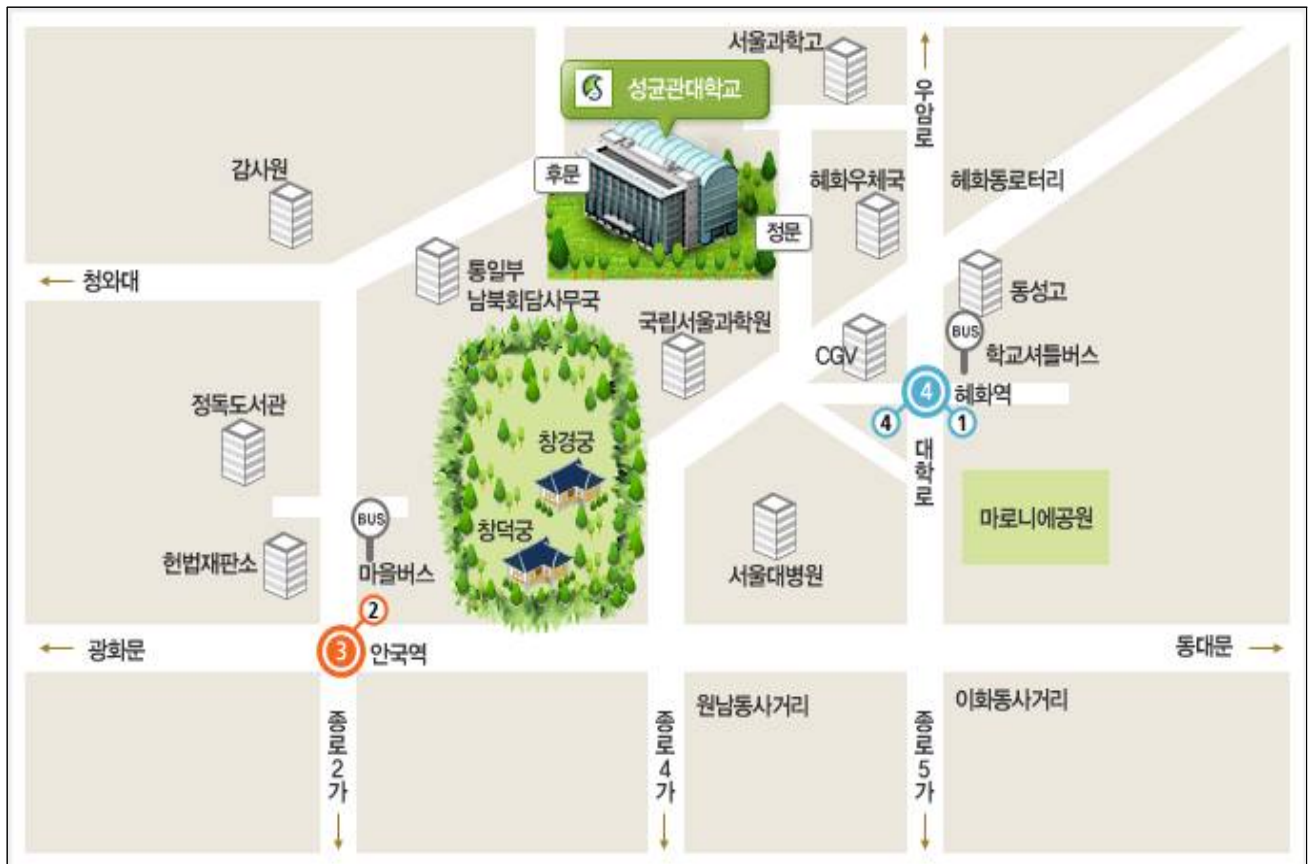 서울과학고
성균관대학교
우암로
감사원
후문
혜화우체국
혜화동로터리
정문
청와대
통일부
남북회담사무국
동성고
국립서울과학원
CGV
BUS
학교셔틀버스
정독도서관
4
혜화역
4
1
창경궁
대학로
마로니에공원
BUS
창덕궁
헌법재판소
마을버스
서울대병원
2
광화문
3
안국역
동대문
원남동사거리
이화동사거리
종로2가
종로4가
종로5가